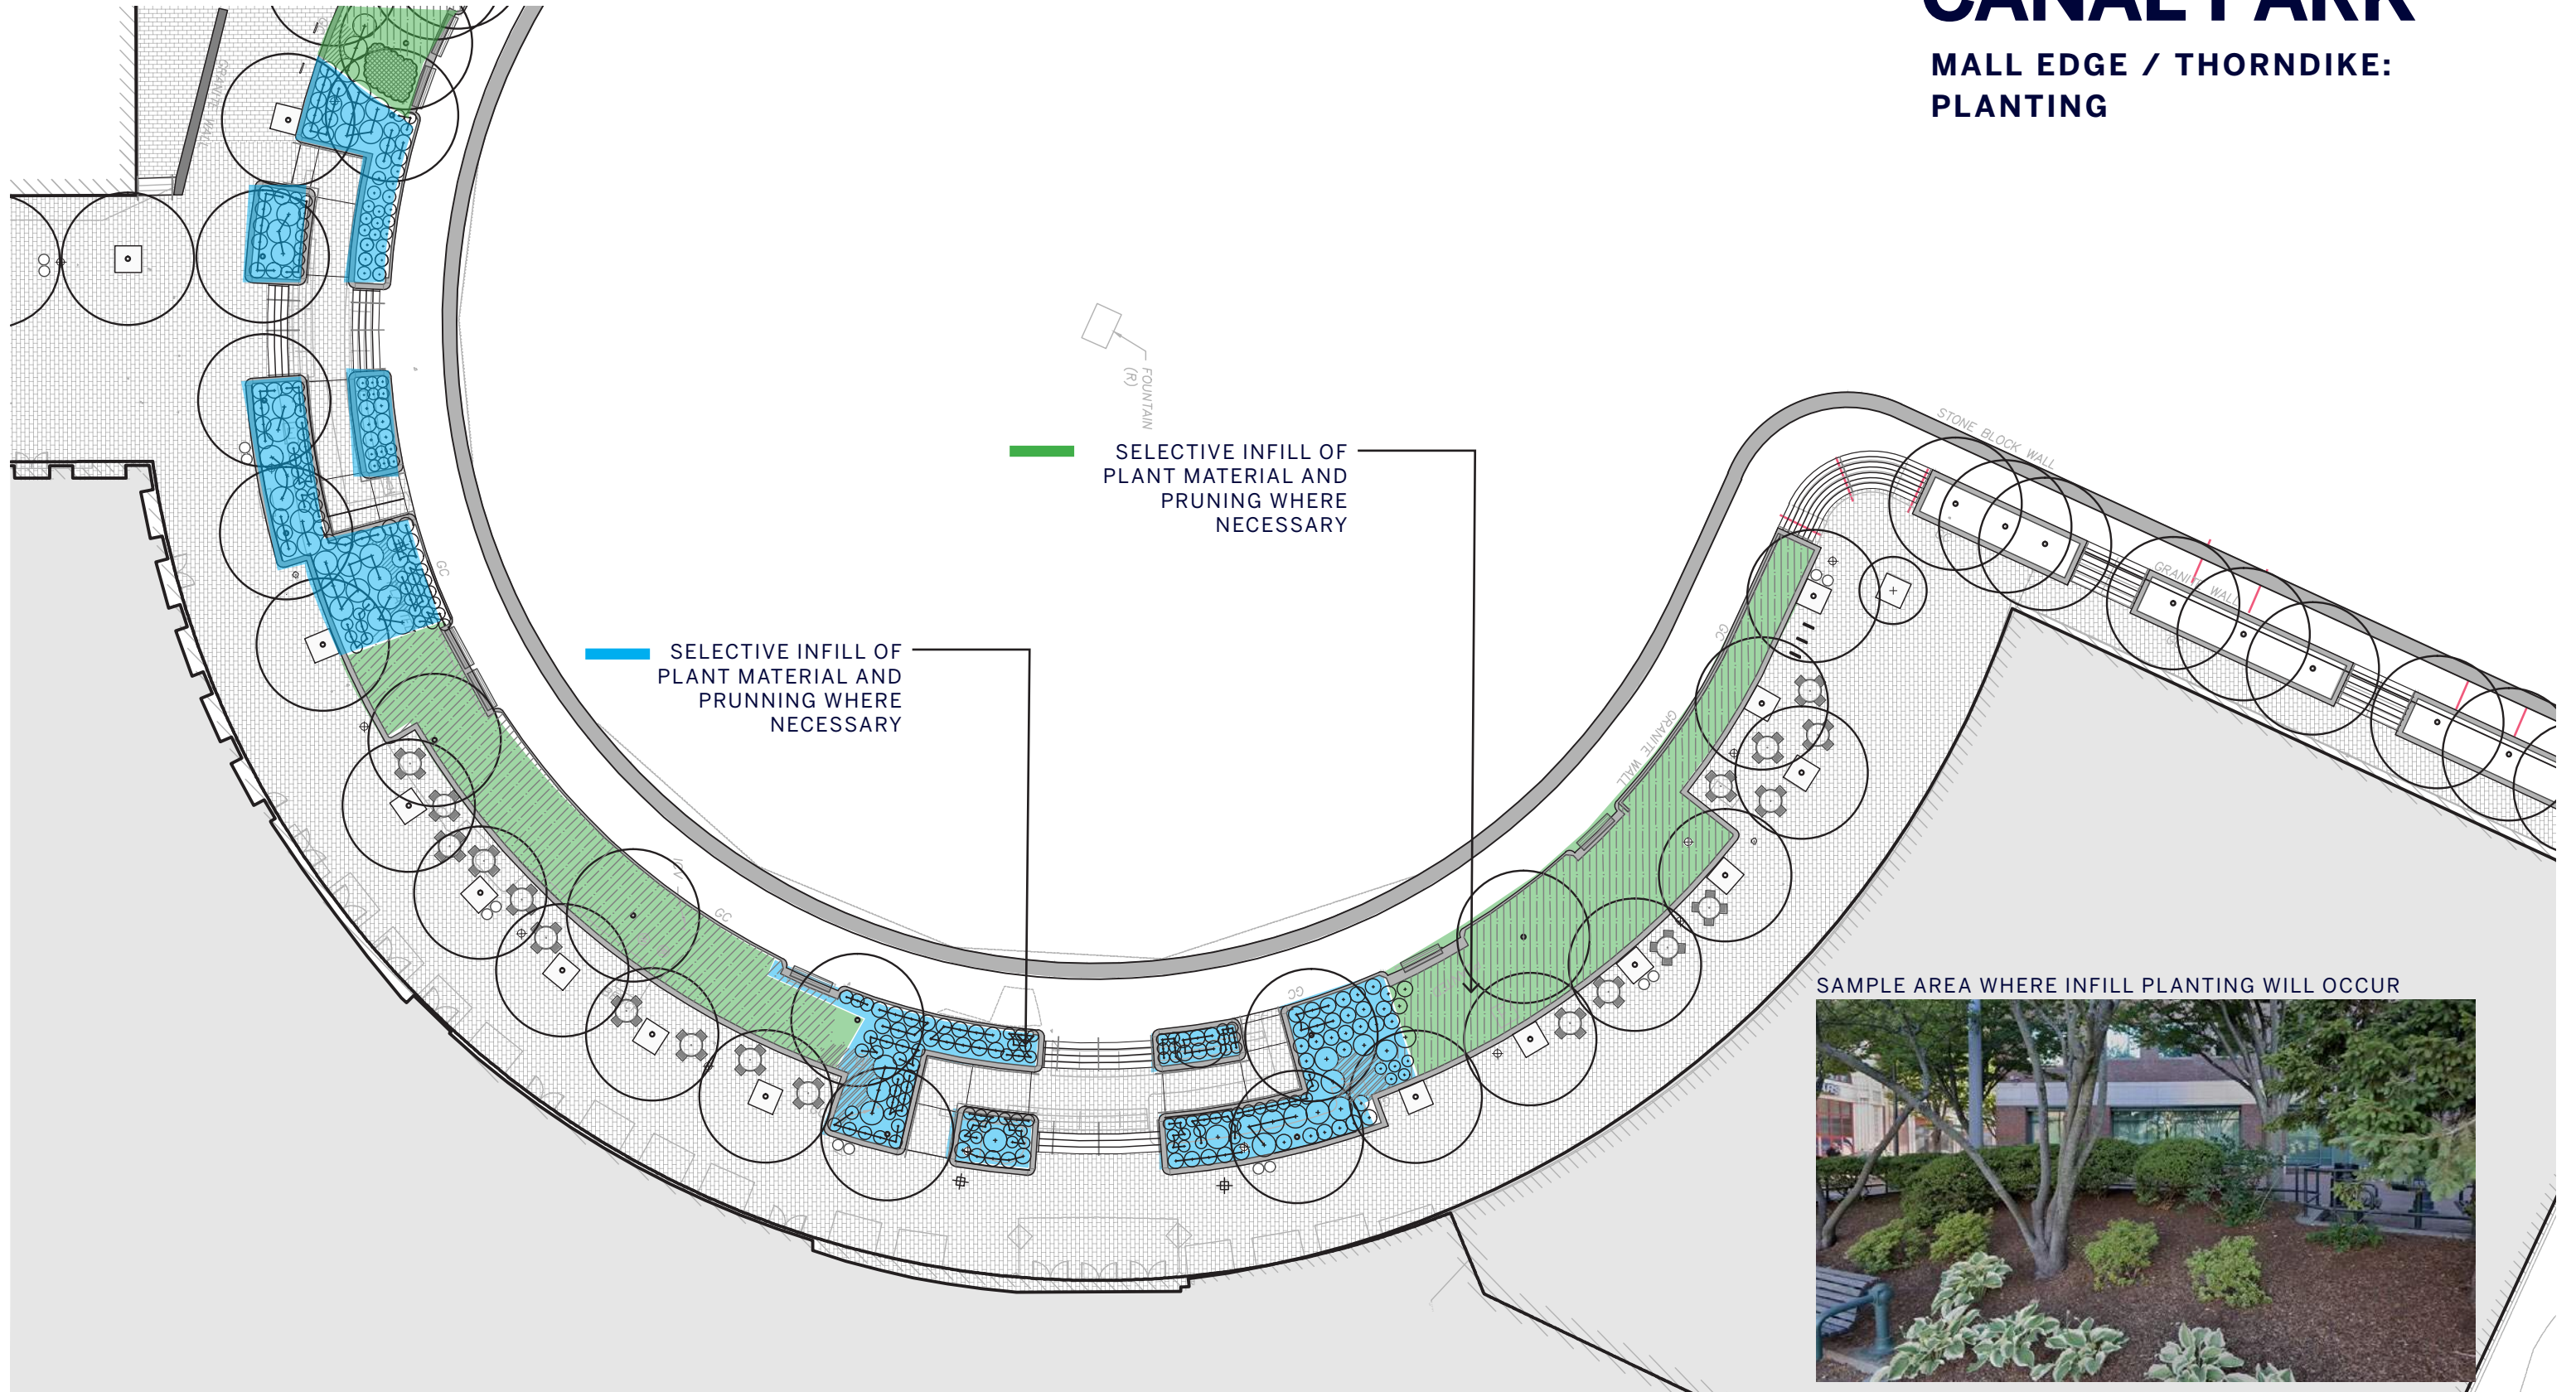 CANAL PARK
MALL EDGE / THORNDIKE:
PLANTING
GRANITE WALL
FOUNTAIN
(R)
STONE BLOCK WALL
SELECTIVE INFILL OF
PLANT MATERIAL AND
PRUNING WHERE
NECESSARY
GRANITE WALL
GC
GC
SELECTIVE INFILL OF
PLANT MATERIAL AND
PRUNNING WHERE
NECESSARY
GRANITE WALL
GC
GC
SAMPLE AREA WHERE INFILL PLANTING WILL OCCUR